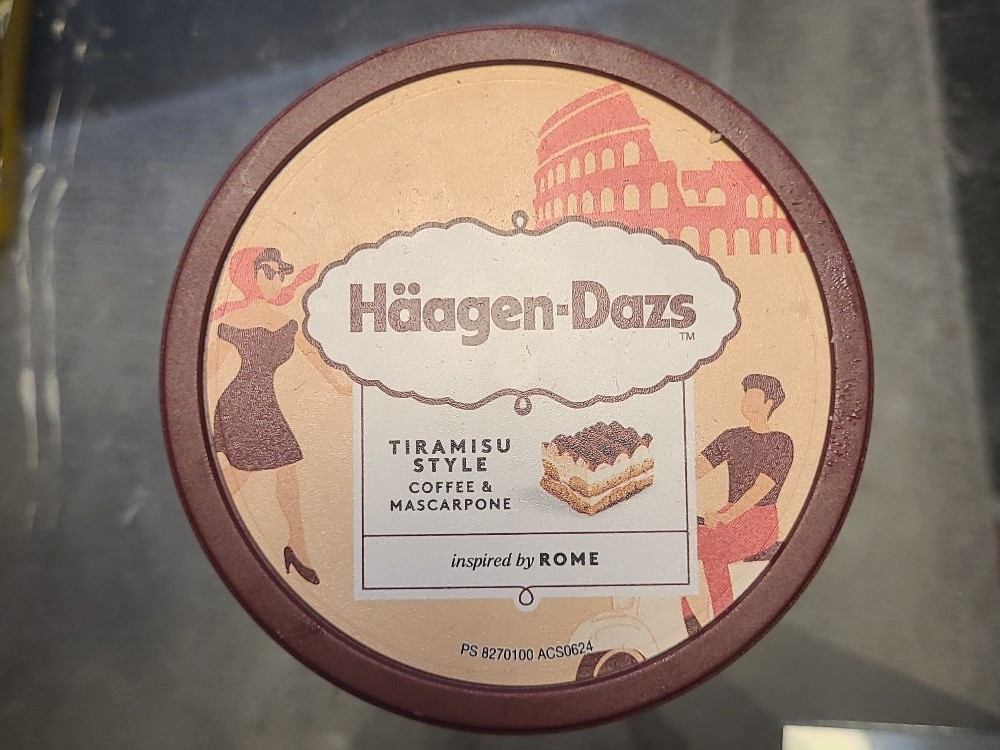 Häagen-Dazs
TM
TIRAMISU
STYLE
COFFEE &
MASCARPONE
inspired by ROME
PS 8270100 ACS0624